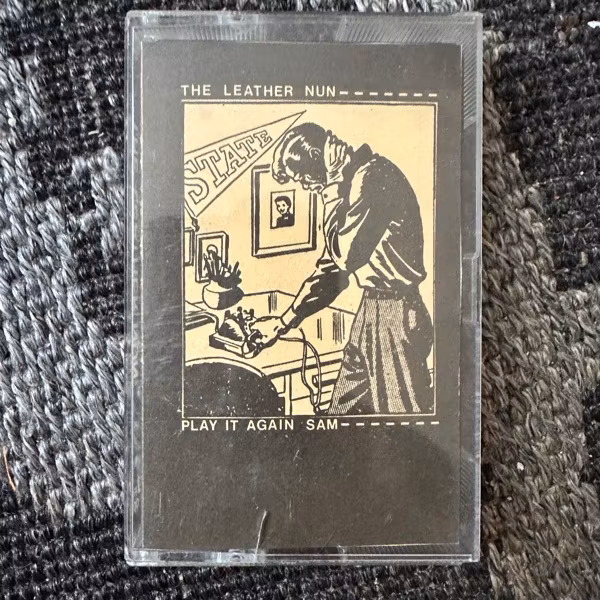 THE LEATHER NUN--------
STATE
PLAY IT AGAIN SAM--------